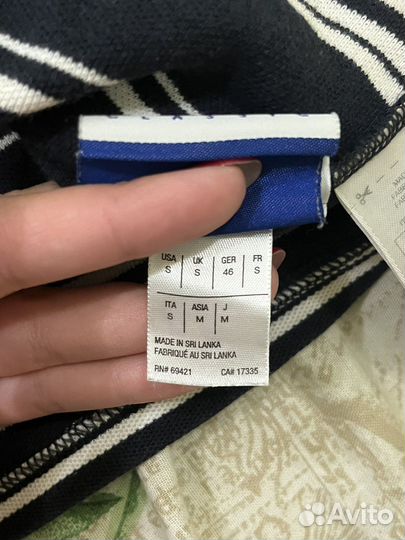 USA UK GER FR
S S 46 S
ITA ASIA J
S M M
MADE IN SRI LANKA
FABRIQUÉ AU SRI LANKA
RN# 69421 CA# 17335
Avito